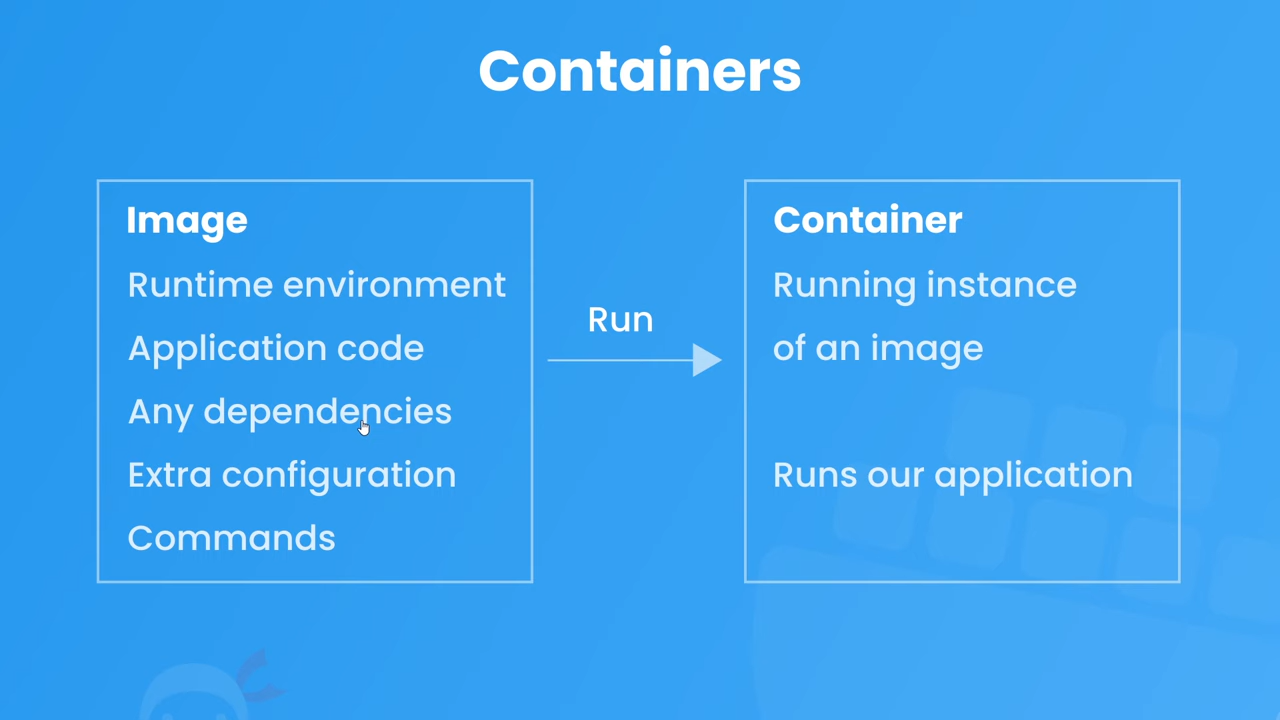 Containers
Image
Runtime environment
Application code
Any dependencies
Extra configuration
Commands
Run
Container
Running instance
of an image
Runs our application